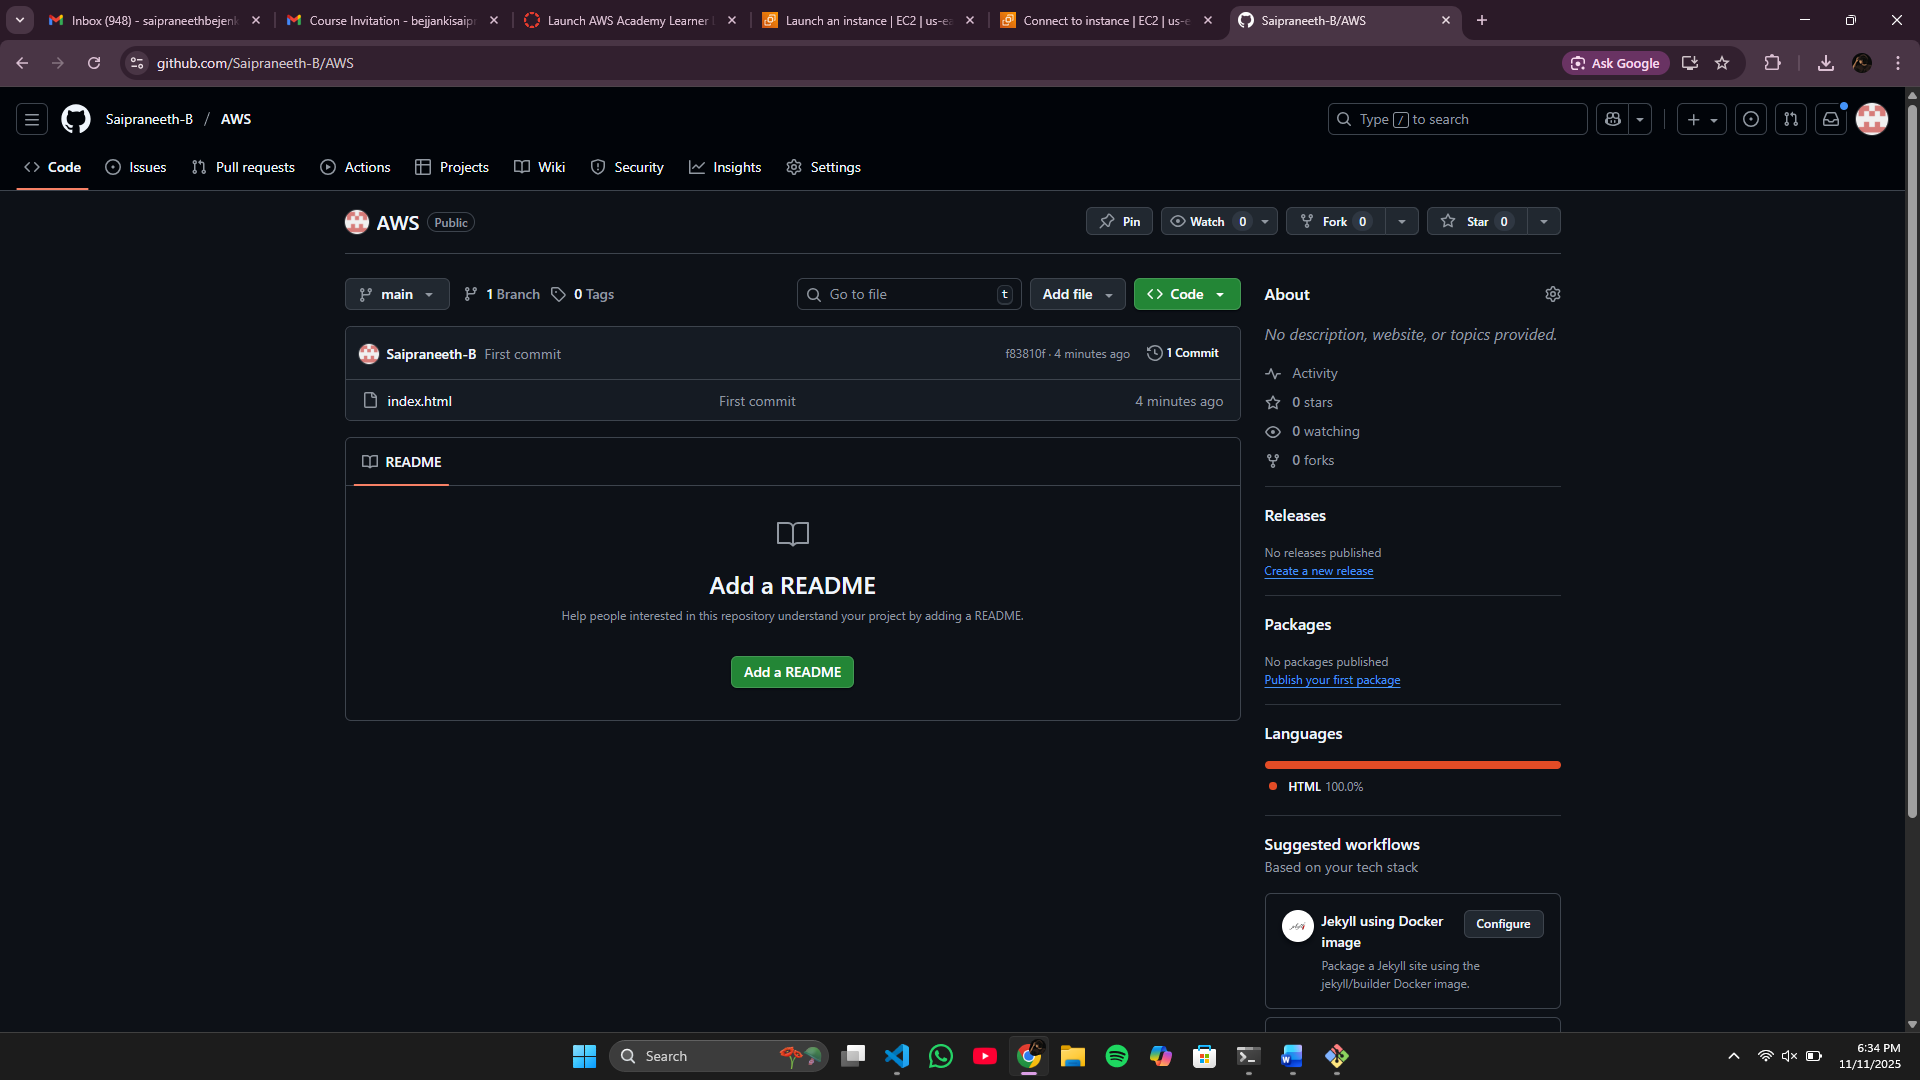 Inbox (948) - saipraneethbejenk
Course Invitation - bejjankisaipr
Launch AWS Academy Learner L
Launch an instance | EC2 | us-ea
Connect to instance | EC2 | us-e
Saipraneeth-B/AWS
github.com/Saipraneeth-B/AWS
Ask Google
Saipraneeth-B / AWS
Type / to search
Code
Issues
Pull requests
Actions
Projects
Wiki
Security
Insights
Settings
AWS Public
Pin
Watch 0
Fork 0
Star 0
main
1 Branch
0 Tags
Go to file t
Add file
Code
Saipraneeth-B First commit f83810f · 4 minutes ago 1 Commit
index.html First commit 4 minutes ago
README
Add a README
Help people interested in this repository understand your project by adding a README.
Add a README
About
No description, website, or topics provided.
Activity
0 stars
0 watching
0 forks
Releases
No releases published
Create a new release
Packages
No packages published
Publish your first package
Languages
HTML 100.0%
Suggested workflows
Based on your tech stack
Jekyll using Docker
image
Configure
Package a Jekyll site using the
jekyll/builder Docker image.
Search
6:34 PM
11/11/2025